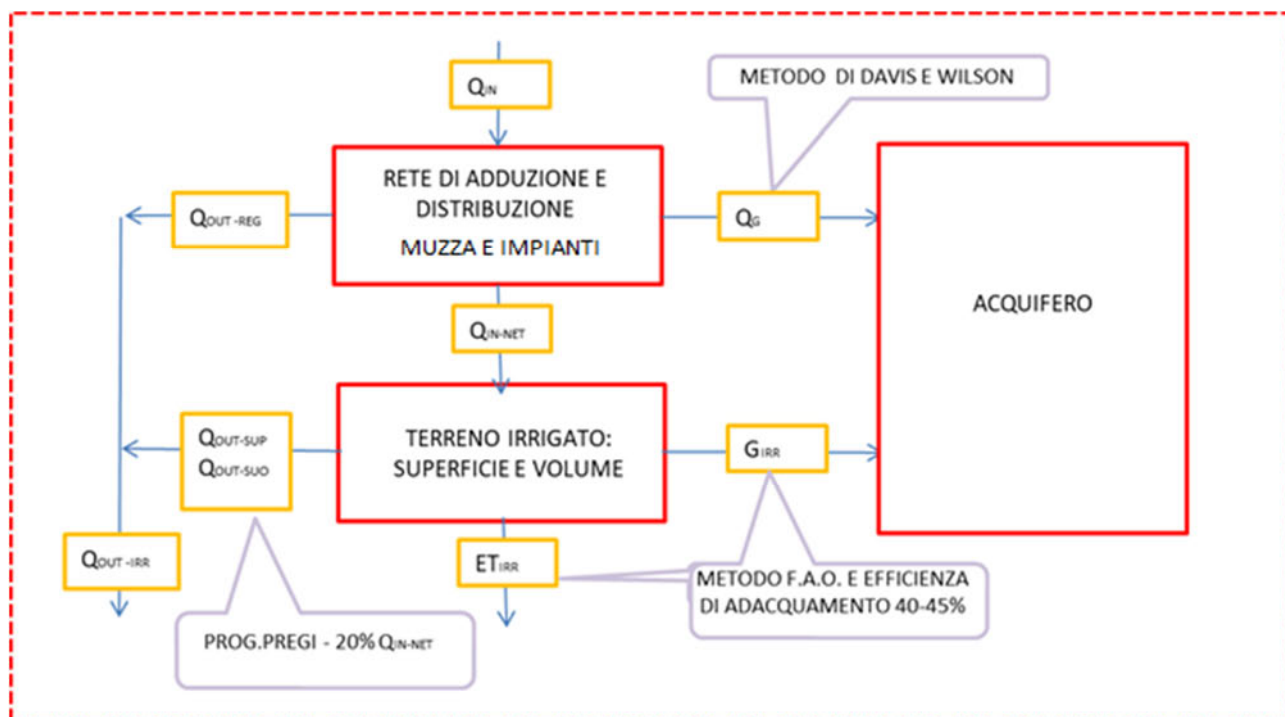 METODO DI DAVIS E WILSON
QIN
RETE DI ADDUZIONE E
DISTRIBUZIONE
MUZZA E IMPIANTI
QOUT-REG
QG
ACQUIFERO
QIN-NET
TERRENO IRRIGATO:
SUPERFICIE E VOLUME
QOUT-SUP
QOUT-SUO
GIRR
QOUT-IRR
ETIRR
METODO F.A.O. E EFFICIENZA
DI ADACQUAMENTO 40-45%
PROG.PREGI - 20% QIN-NET